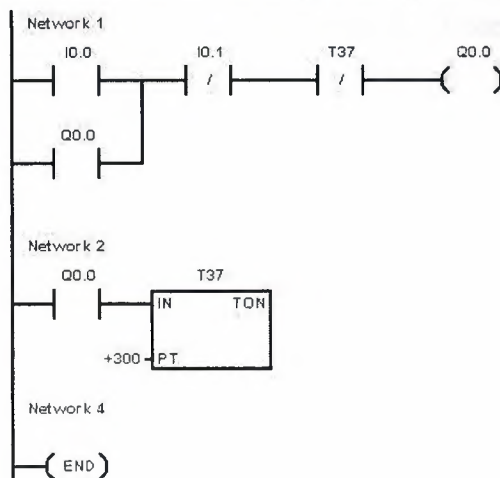 Network 1
I0.0 I0.1 T37 Q0.0
/ /
Q0.0
Network 2
Q0.0 T37
IN TON
+300 PT
Network 4
END